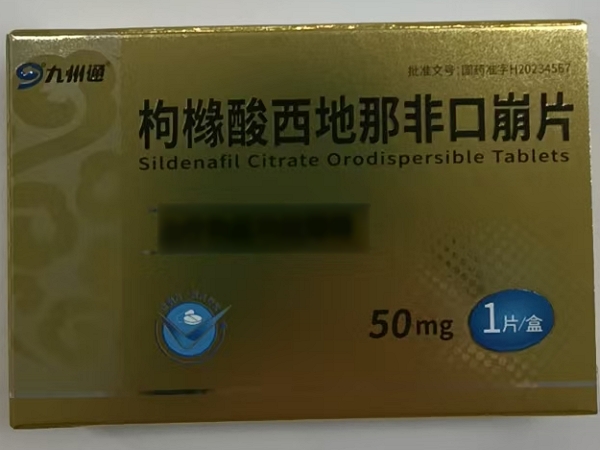 九州通
批准文号:国药准字H20234567
枸橼酸西地那非口崩片
Sildenafil Citrate Orodispersible Tablets
50mg
1片/盒